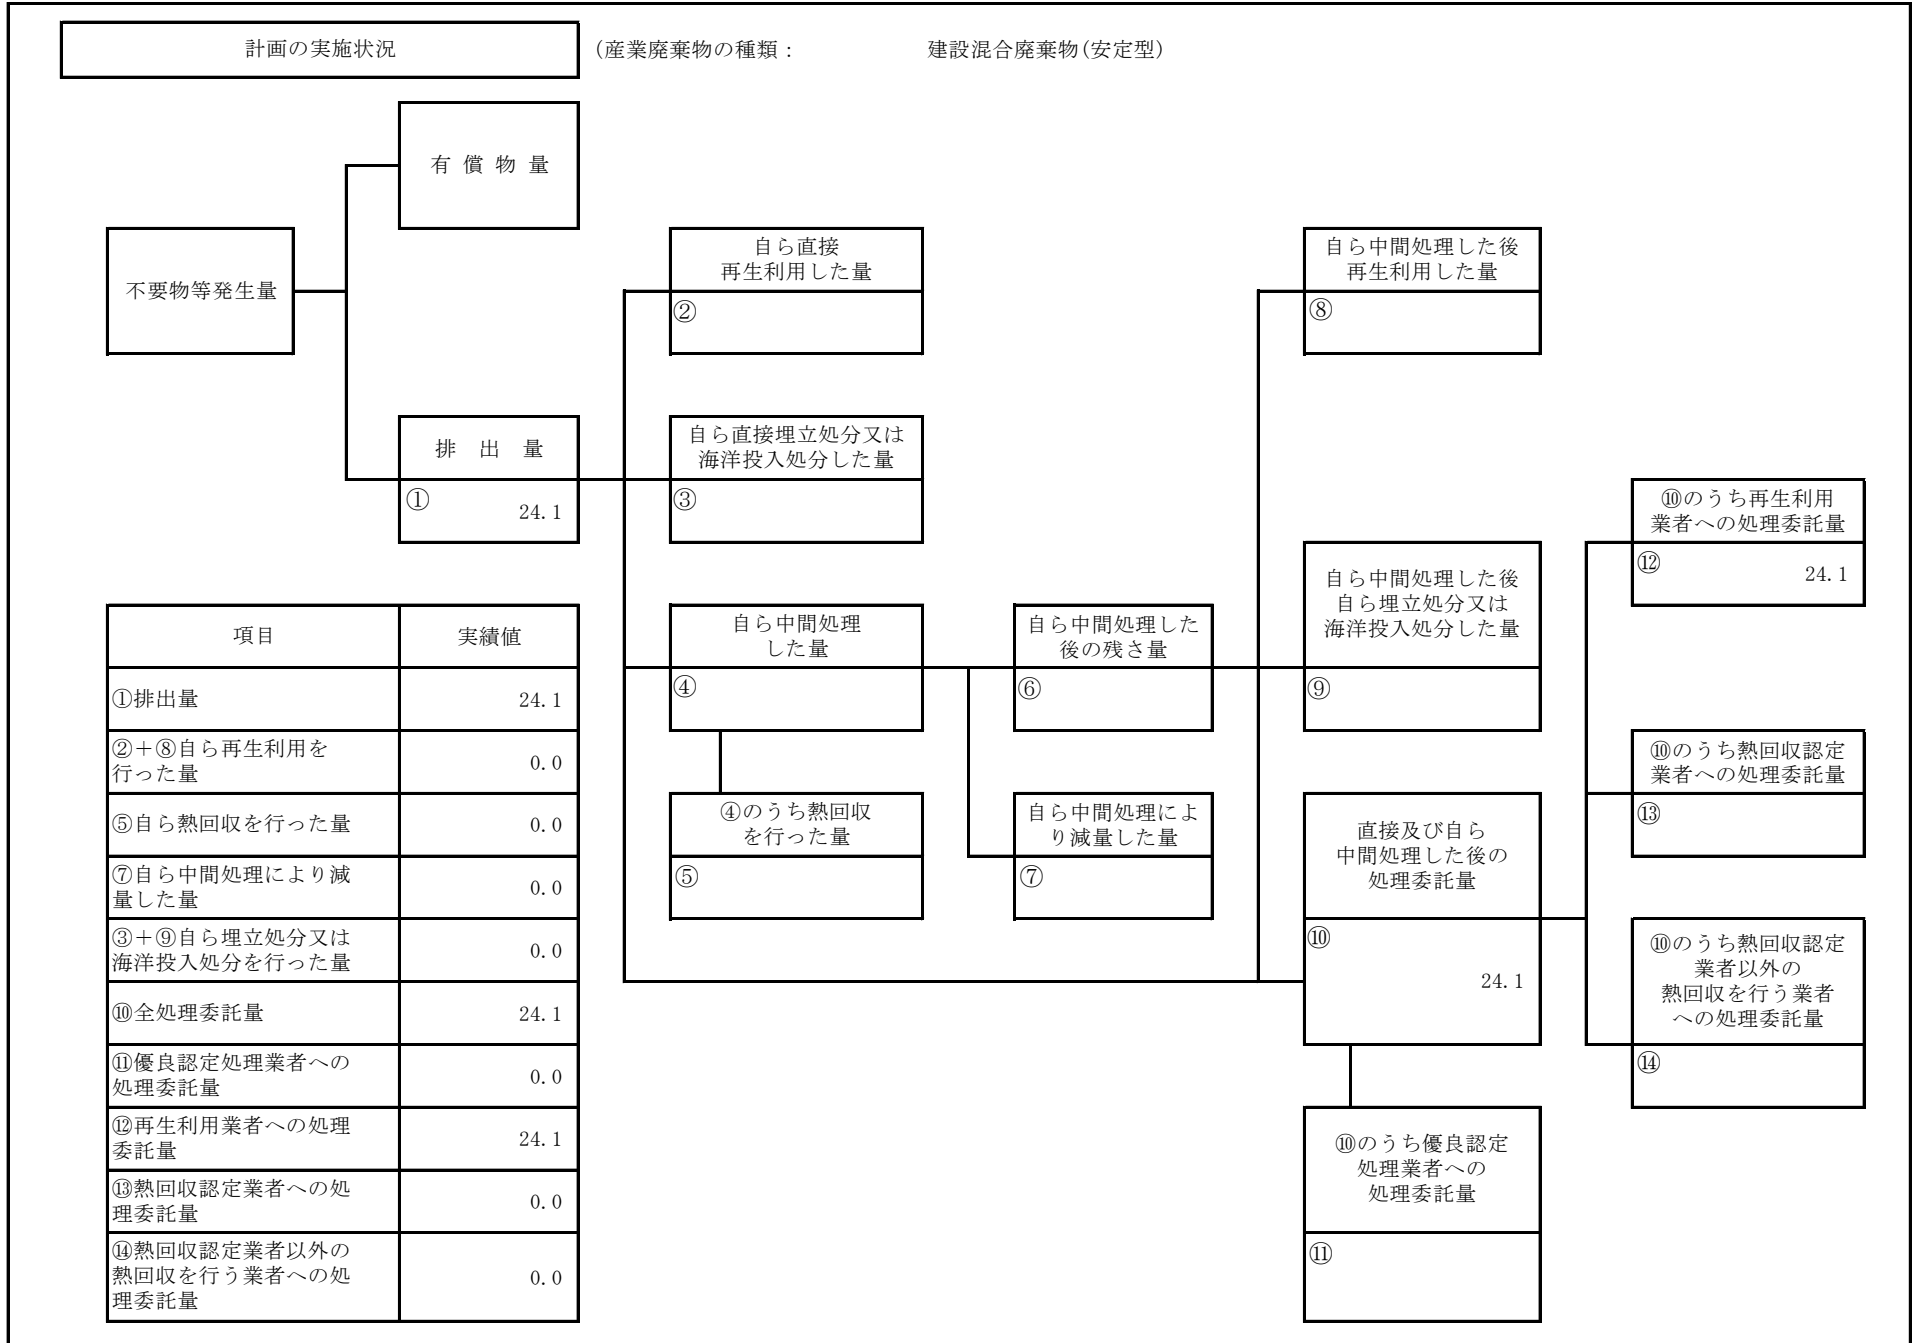 計画の実施状況
(産業廃棄物の種類: 建設混合廃棄物(安定型)
有償物量
不要物等発生量
排出量
① 24.1
自ら直接
再生利用した量
②
自ら直接埋立処分又は
海洋投入処分した量
③
自ら中間処理
した量
④
④のうち熱回収
を行った量
⑤
自ら中間処理した
後の残さ量
⑥
自ら中間処理によ
り減量した量
⑦
自ら中間処理した後
再生利用した量
⑧
自ら中間処理した後
自ら埋立処分又は
海洋投入処分した量
⑨
直接及び自ら
中間処理した後の
処理委託量
⑩
24.1
⑩のうち優良認定
処理業者への
処理委託量
⑪
⑩のうち再生利用
業者への処理委託量
⑫ 24.1
⑩のうち熱回収認定
業者への処理委託量
⑬
⑩のうち熱回収認定
業者以外の
熱回収を行う業者
への処理委託量
⑭
項目 実績値
①排出量 24.1
②+⑧自ら再生利用を
行った量 0.0
⑤自ら熱回収を行った量 0.0
⑦自ら中間処理により減
量した量 0.0
③+⑨自ら埋立処分又は
海洋投入処分を行った量 0.0
⑩全処理委託量 24.1
⑪優良認定処理業者への
処理委託量 0.0
⑫再生利用業者への処理
委託量 24.1
⑬熱回収認定業者への処
理委託量 0.0
⑭熱回収認定業者以外の
熱回収を行う業者への処
理委託量 0.0